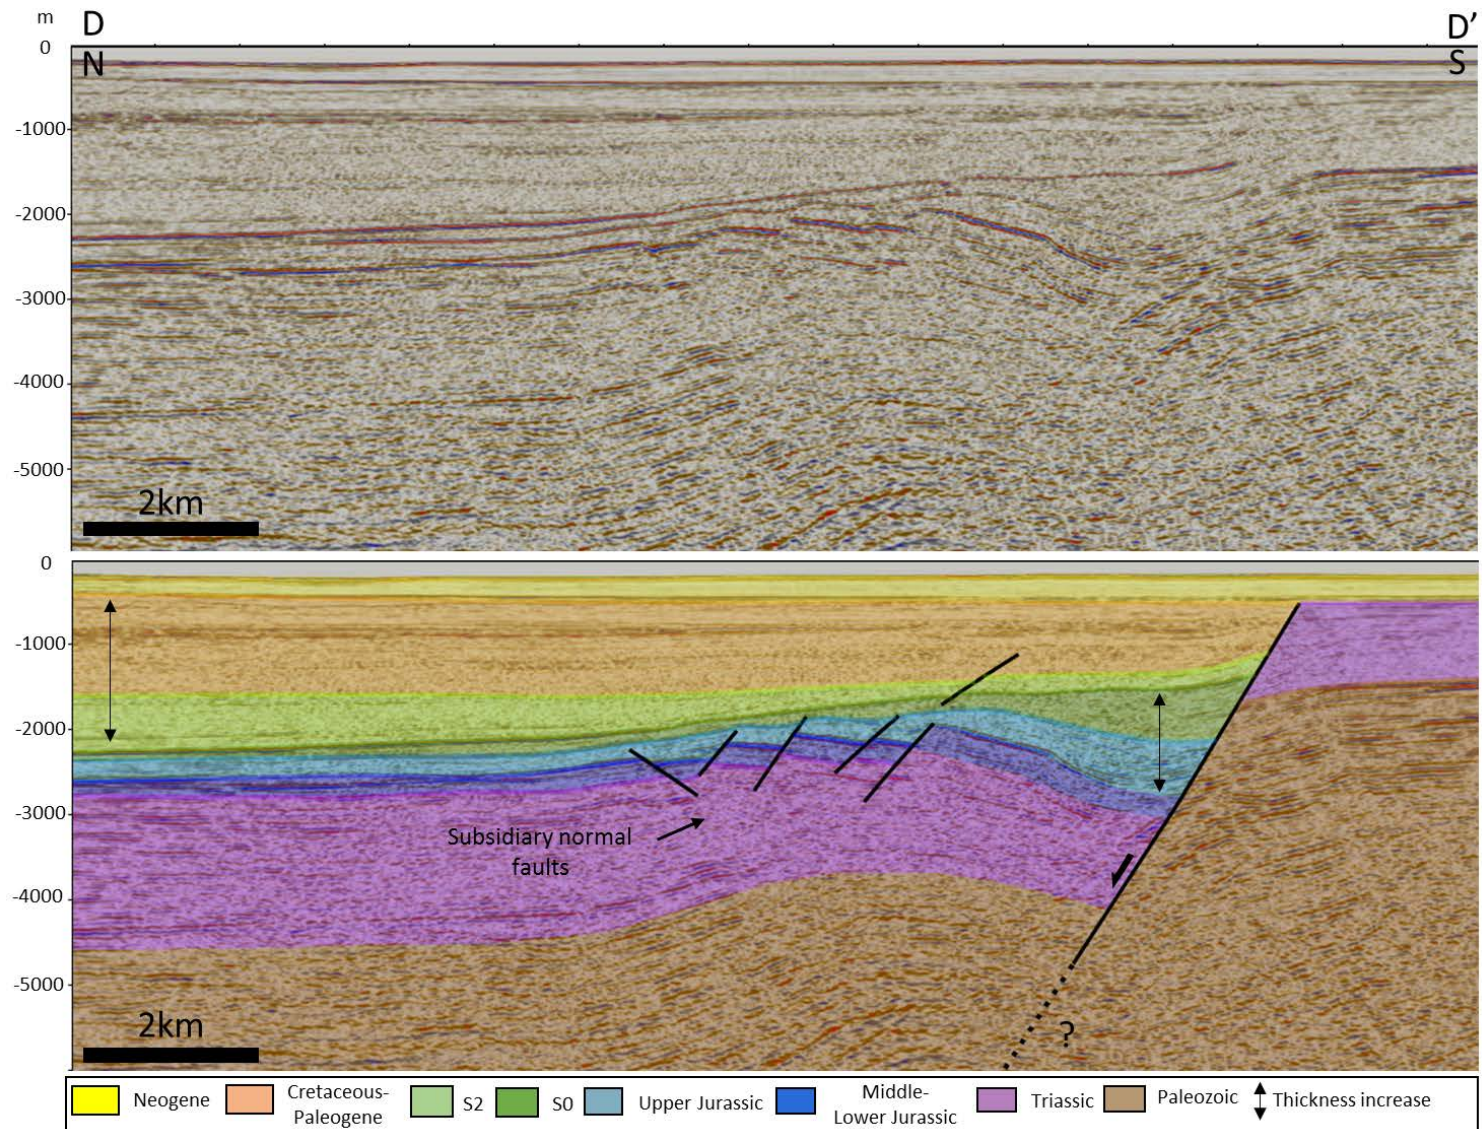 m
D
D'
0
N
S
-1000
-2000
-3000
-4000
-5000
2km
0
-1000
-2000
-3000
Subsidiary normal
faults
-4000
-5000
2km
?
Neogene
Cretaceous-
Paleogene
S2
S0
Upper Jurassic
Middle-
Lower Jurassic
Triassic
Paleozoic
Thickness increase